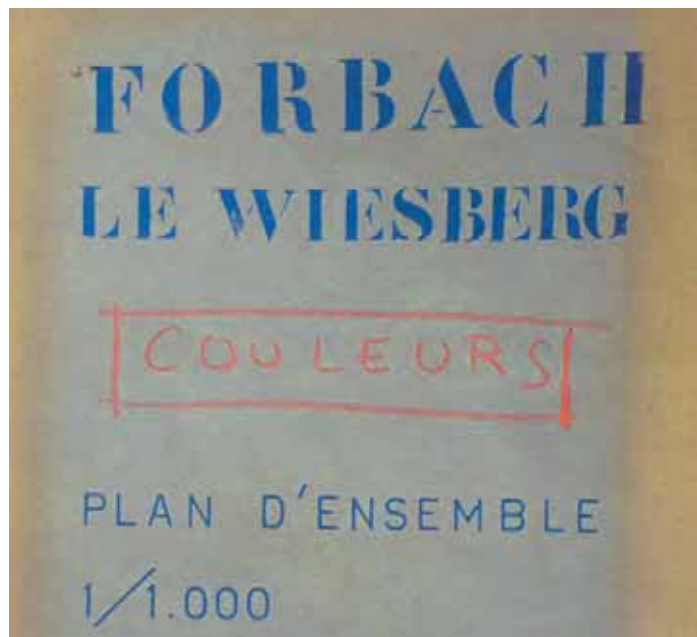 FORBACH
LE WIESBERG
COULEURS
PLAN D'ENSEMBLE
1/1.000